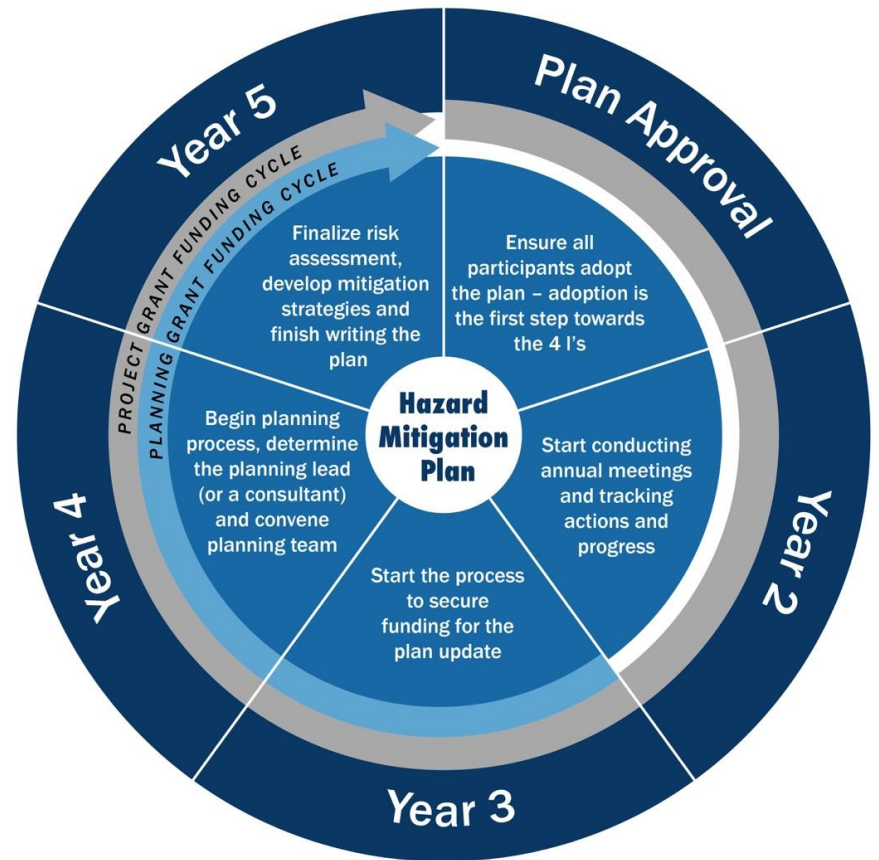 Plan Approval
Year 2
Year 3
Year 4
Year 5
PROJECT GRANT FUNDING CYCLE
PLANNING GRANT FUNDING CYCLE
Ensure all
participants adopt
the plan – adoption is
the first step towards
the 4 I's
Start conducting
annual meetings
and tracking
actions and
progress
Start the process
to secure
funding for the
plan update
Begin planning
process, determine
the planning lead
(or a consultant)
and convene
planning team
Finalize risk
assessment,
develop mitigation
strategies and
finish writing the
plan
Hazard
Mitigation
Plan